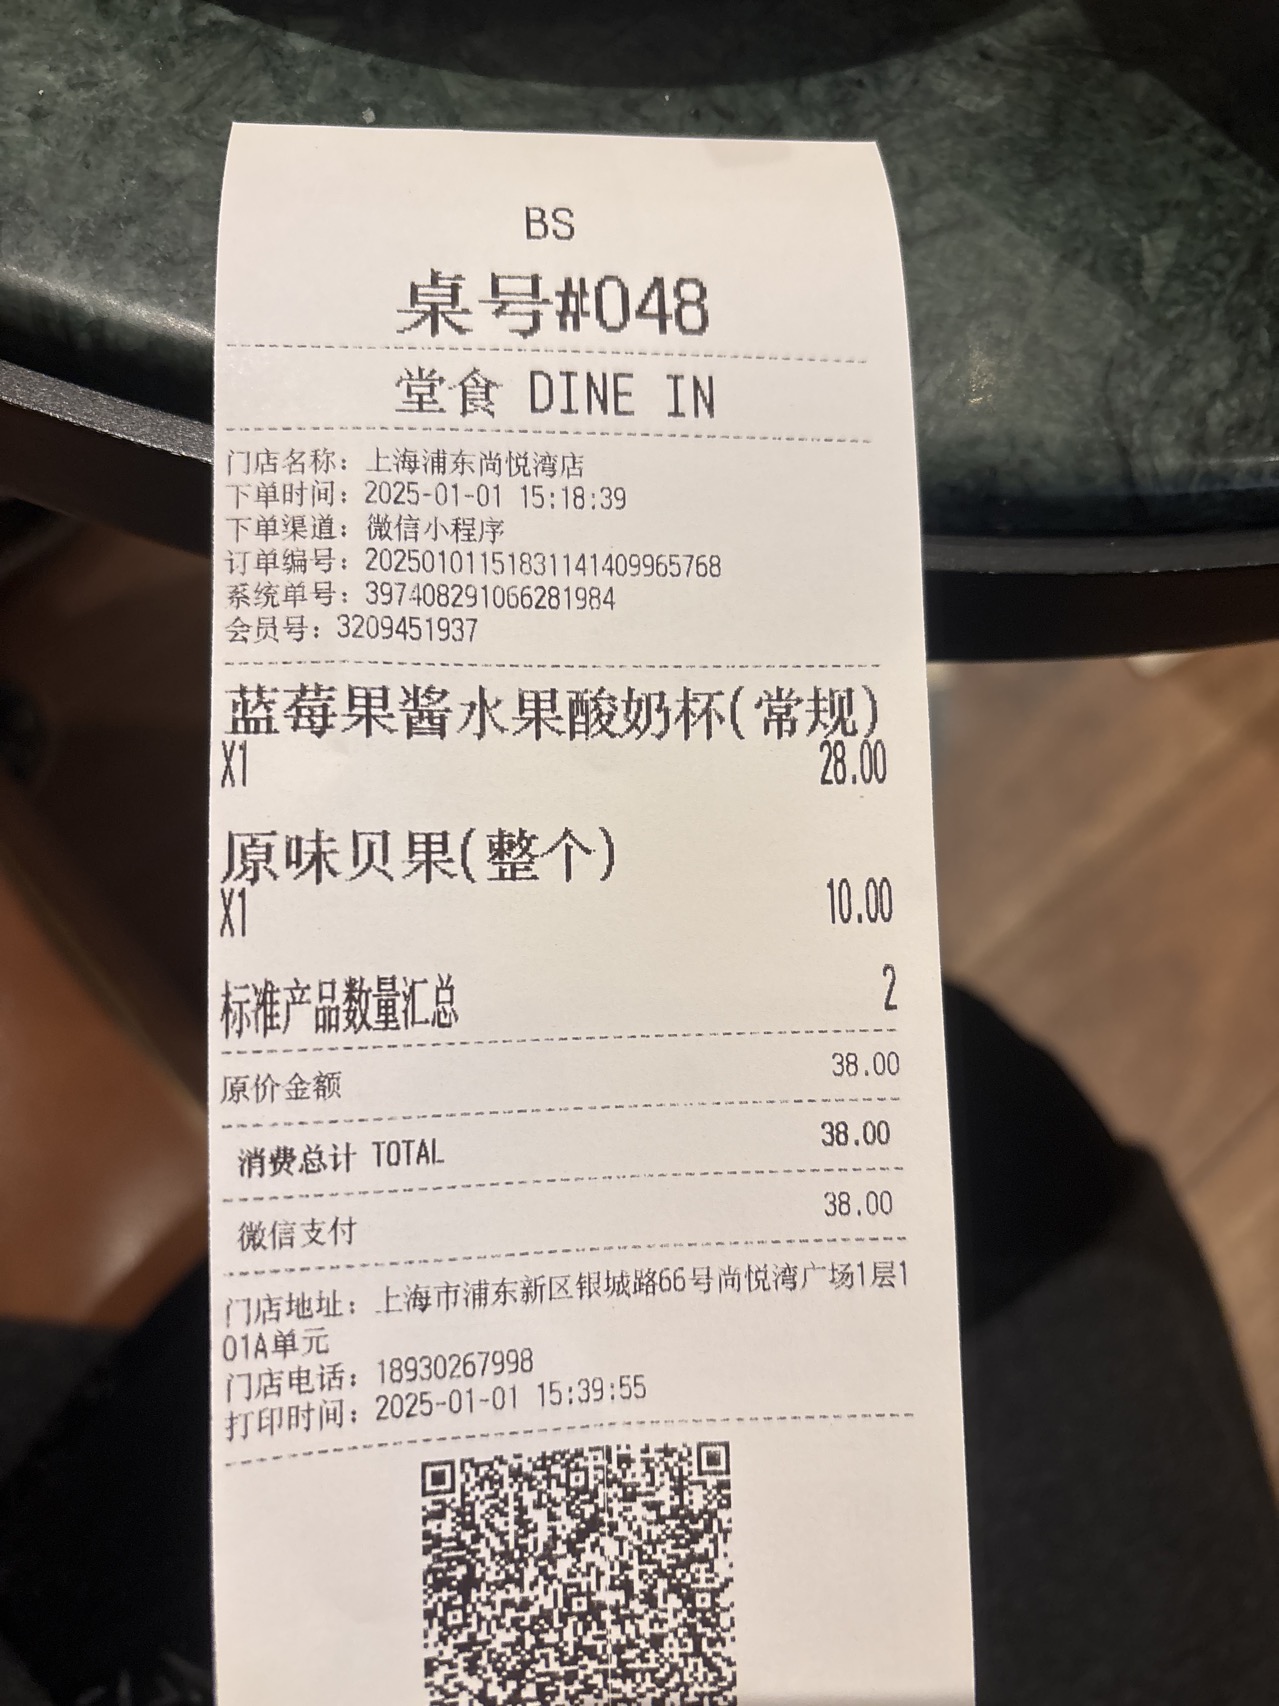 BS
桌号#048
堂食 DINE IN
门店名称：上海浦东尚悦湾店
下单时间：2025-01-01 15:18:39
下单渠道：微信小程序
订单编号：2025010115183114140­9965768
系统单号：397408291066281984
会员号：3209451937
蓝莓果酱水果酸奶杯(常规)
X1 28.00
原味贝果(整个)
X1 10.00
标准产品数量汇总 2
原价金额 38.00
消费总计 TOTAL 38.00
微信支付 38.00
门店地址：上海市浦东新区银城路66号尚悦湾广场1层1
01A单元
门店电话：18930267998
打印时间：2025-01-01 15:39:55